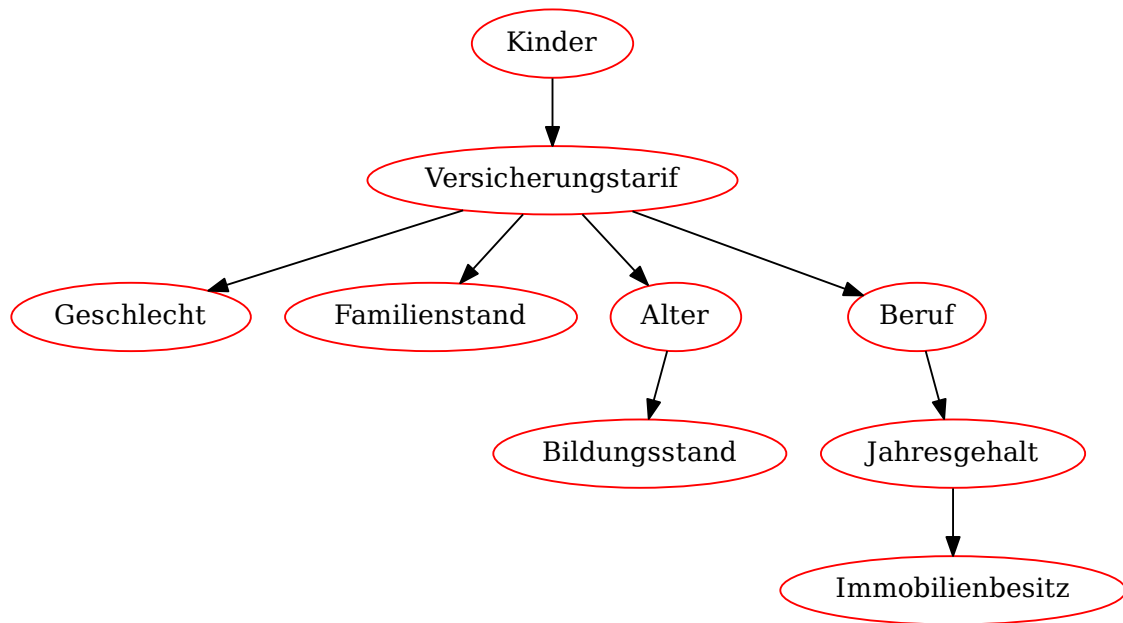 Kinder
Versicherungstarif
Geschlecht
Familienstand
Alter
Beruf
Bildungsstand
Jahresgehalt
Immobilienbesitz